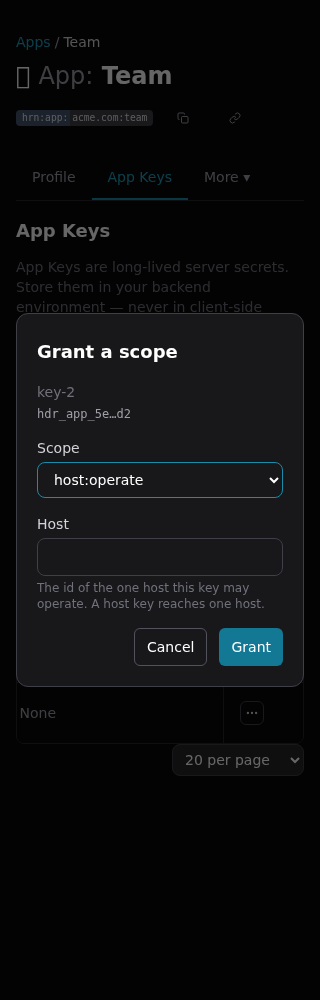 Apps / Team
App: Team
hrn:app: acme.com:team
Profile
App Keys
More ▾
App Keys
App Keys are long-lived server secrets.
Store them in your backend
environment — never in client-side
Grant a scope
key-2
hdr_app_5e…d2
Scope
host:operate
Host
The id of the one host this key may
operate. A host key reaches one host.
Cancel
Grant
None
20 per page